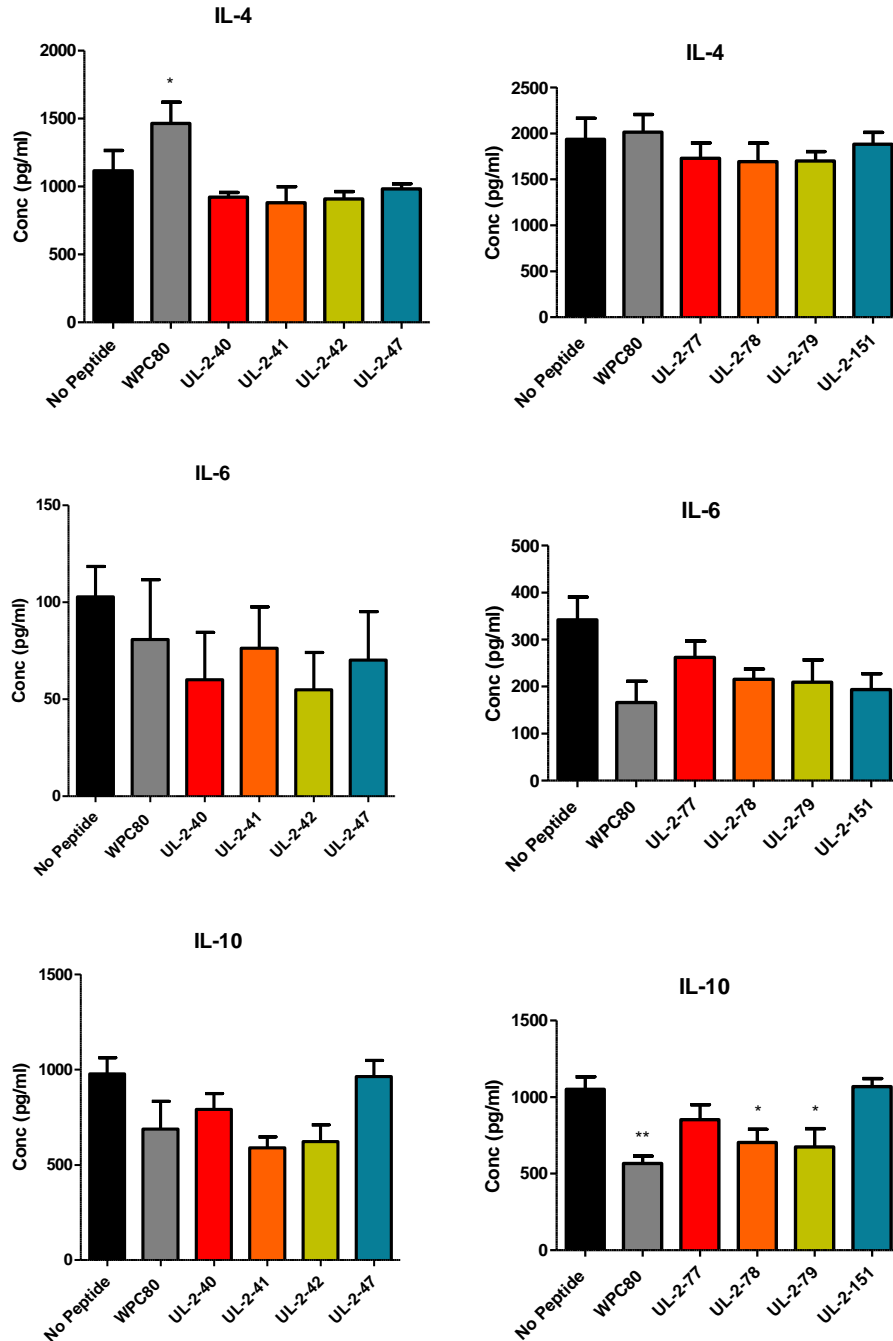 IL-4
Conc (pg/ml)
2000
1500
1000
500
0
*
No Peptide
WPC80
UL-2-40
UL-2-41
UL-2-42
UL-2-47
IL-4
Conc (pg/ml)
2500
2000
1500
1000
500
0
No Peptide
WPC80
UL-2-77
UL-2-78
UL-2-79
UL-2-151
IL-6
Conc (pg/ml)
150
100
50
0
No Peptide
WPC80
UL-2-40
UL-2-41
UL-2-42
UL-2-47
IL-6
Conc (pg/ml)
500
400
300
200
100
0
No Peptide
WPC80
UL-2-77
UL-2-78
UL-2-79
UL-2-151
IL-10
Conc (pg/ml)
1500
1000
500
0
No Peptide
WPC80
UL-2-40
UL-2-41
UL-2-42
UL-2-47
IL-10
Conc (pg/ml)
1500
1000
500
0
**
*
*
No Peptide
WPC80
UL-2-77
UL-2-78
UL-2-79
UL-2-151